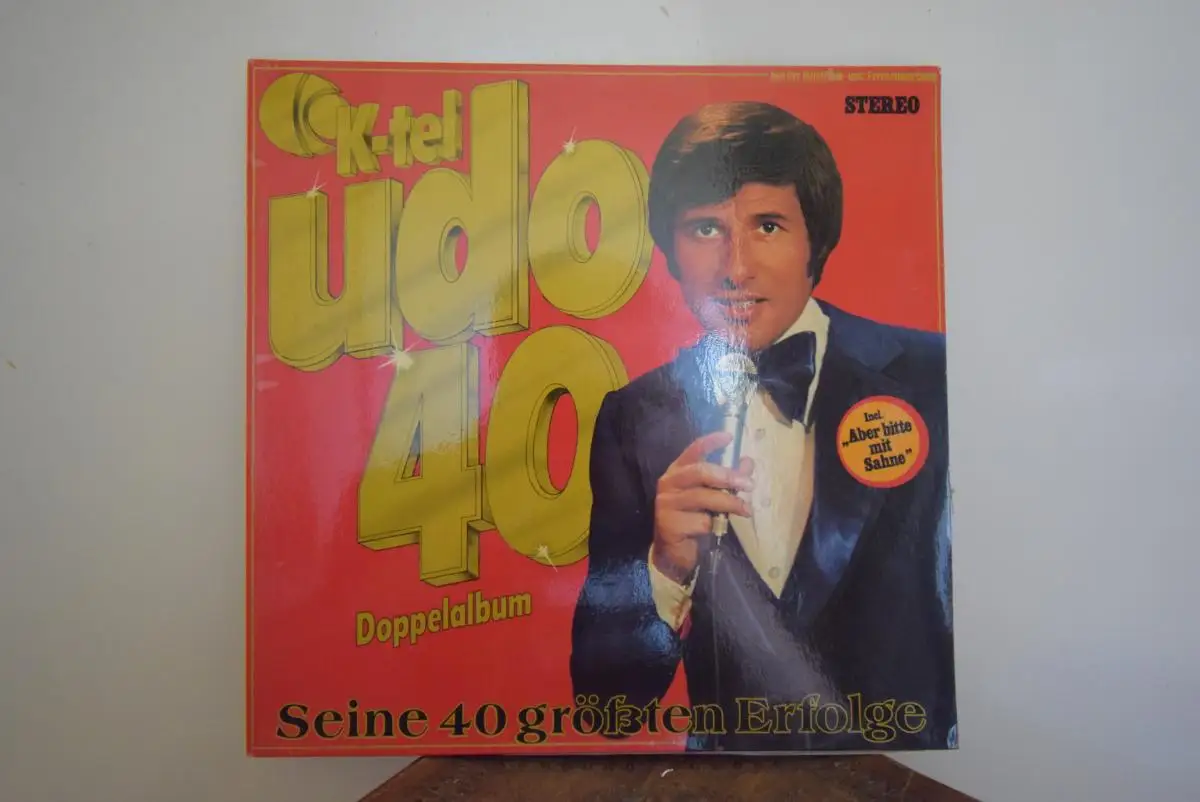 STEREO
K-tel
udo
40
Incl.
„Aber bitte
mit
Sahne"
Doppelalbum
Seine 40 größten Erfolge